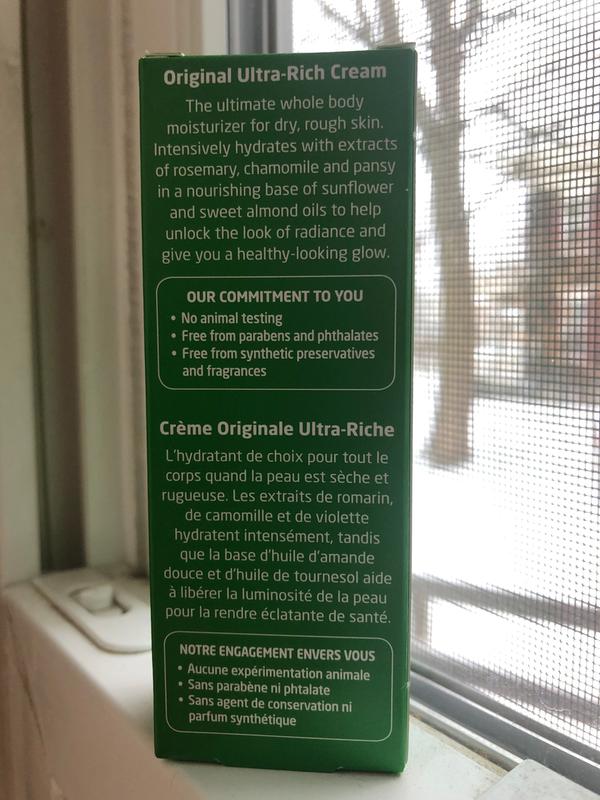 Original Ultra-Rich Cream
The ultimate whole body
moisturizer for dry, rough skin.
Intensively hydrates with extracts
of rosemary, chamomile and pansy
in a nourishing base of sunflower
and sweet almond oils to help
unlock the look of radiance and
give you a healthy-looking glow.
OUR COMMITMENT TO YOU
• No animal testing
• Free from parabens and phthalates
• Free from synthetic preservatives
and fragrances
Crème Originale Ultra-Riche
L'hydratant de choix pour tout le
corps quand la peau est sèche et
rugueuse. Les extraits de romarin,
de camomille et de violette
hydratent intensément, tandis
que la base d'huile d'amande
douce et d'huile de tournesol aide
à libérer la luminosité de la peau
pour la rendre éclatante de santé.
NOTRE ENGAGEMENT ENVERS VOUS
• Aucune expérimentation animale
• Sans parabène ni phtalate
• Sans agent de conservation ni
parfum synthétique